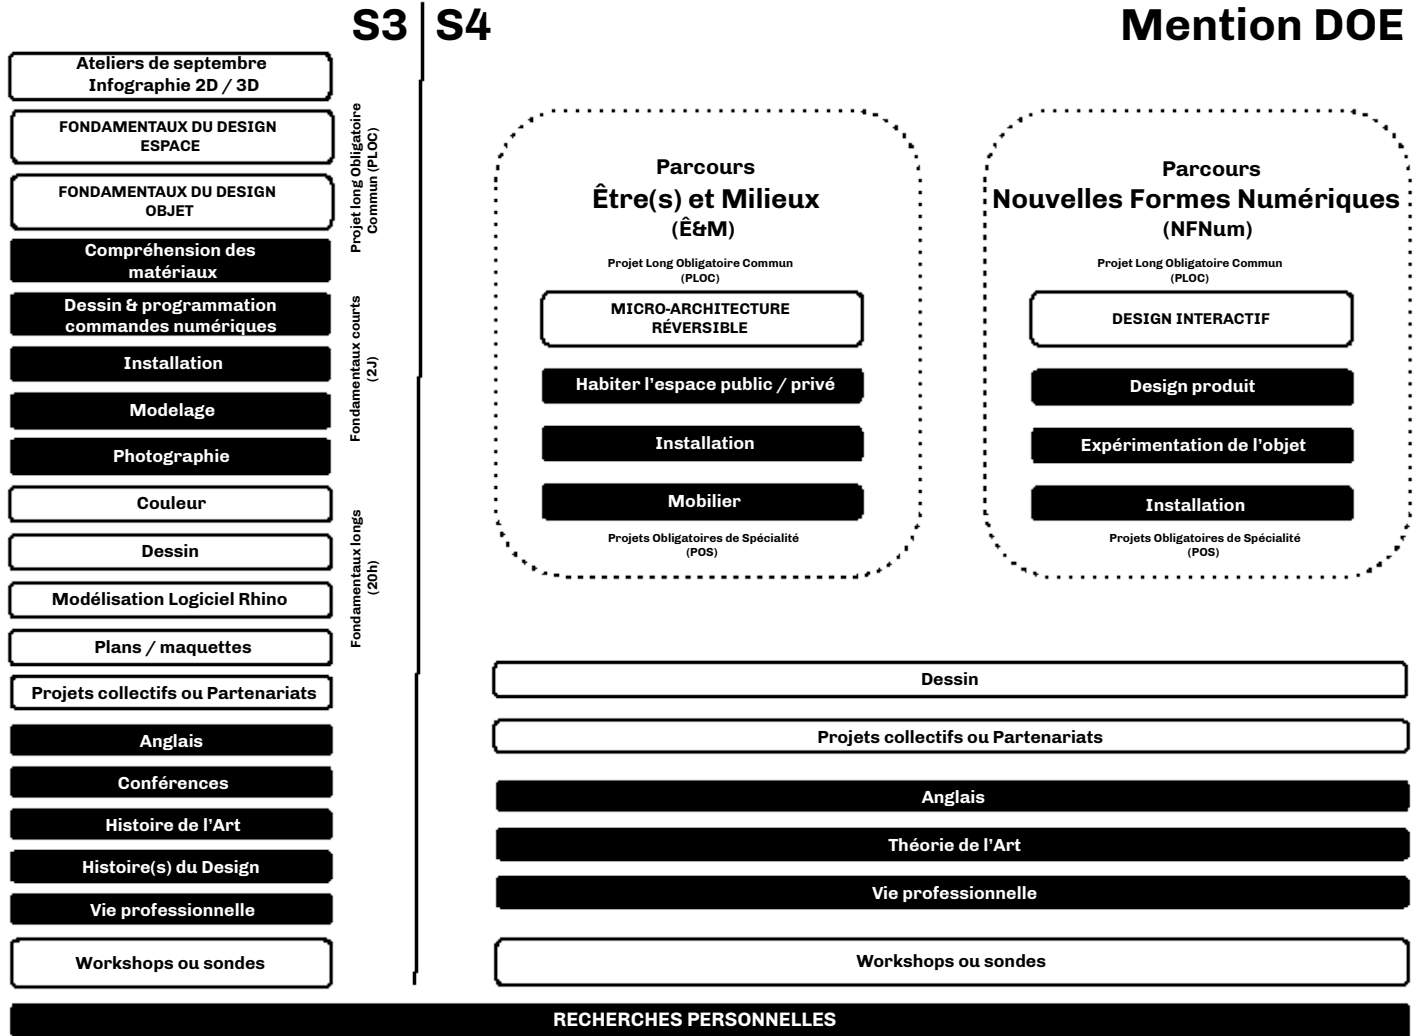 S3 S4
Mention DOE
Ateliers de septembre
Infographie 2D / 3D
FONDAMENTAUX DU DESIGN
ESPACE
FONDAMENTAUX DU DESIGN
OBJET
Projet long Obligatoire
Commun (PLOC)
Compréhension des
matériaux
Dessin & programmation
commandes numériques
Installation
Modelage
Photographie
Fondamentaux courts
(2J)
Couleur
Dessin
Modélisation Logiciel Rhino
Plans / maquettes
Fondamentaux longs
(20h)
Projets collectifs ou Partenariats
Anglais
Conférences
Histoire de l’Art
Histoire(s) du Design
Vie professionnelle
Workshops ou sondes
Parcours
Être(s) et Milieux
(Ê&M)
Projet Long Obligatoire Commun
(PLOC)
MICRO-ARCHITECTURE
RÉVERSIBLE
Habiter l’espace public / privé
Installation
Mobilier
Projets Obligatoires de Spécialité
(POS)
Parcours
Nouvelles Formes Numériques
(NFNum)
Projet Long Obligatoire Commun
(PLOC)
DESIGN INTERACTIF
Design produit
Expérimentation de l’objet
Installation
Projets Obligatoires de Spécialité
(POS)
Dessin
Projets collectifs ou Partenariats
Anglais
Théorie de l’Art
Vie professionnelle
Workshops ou sondes
RECHERCHES PERSONNELLES